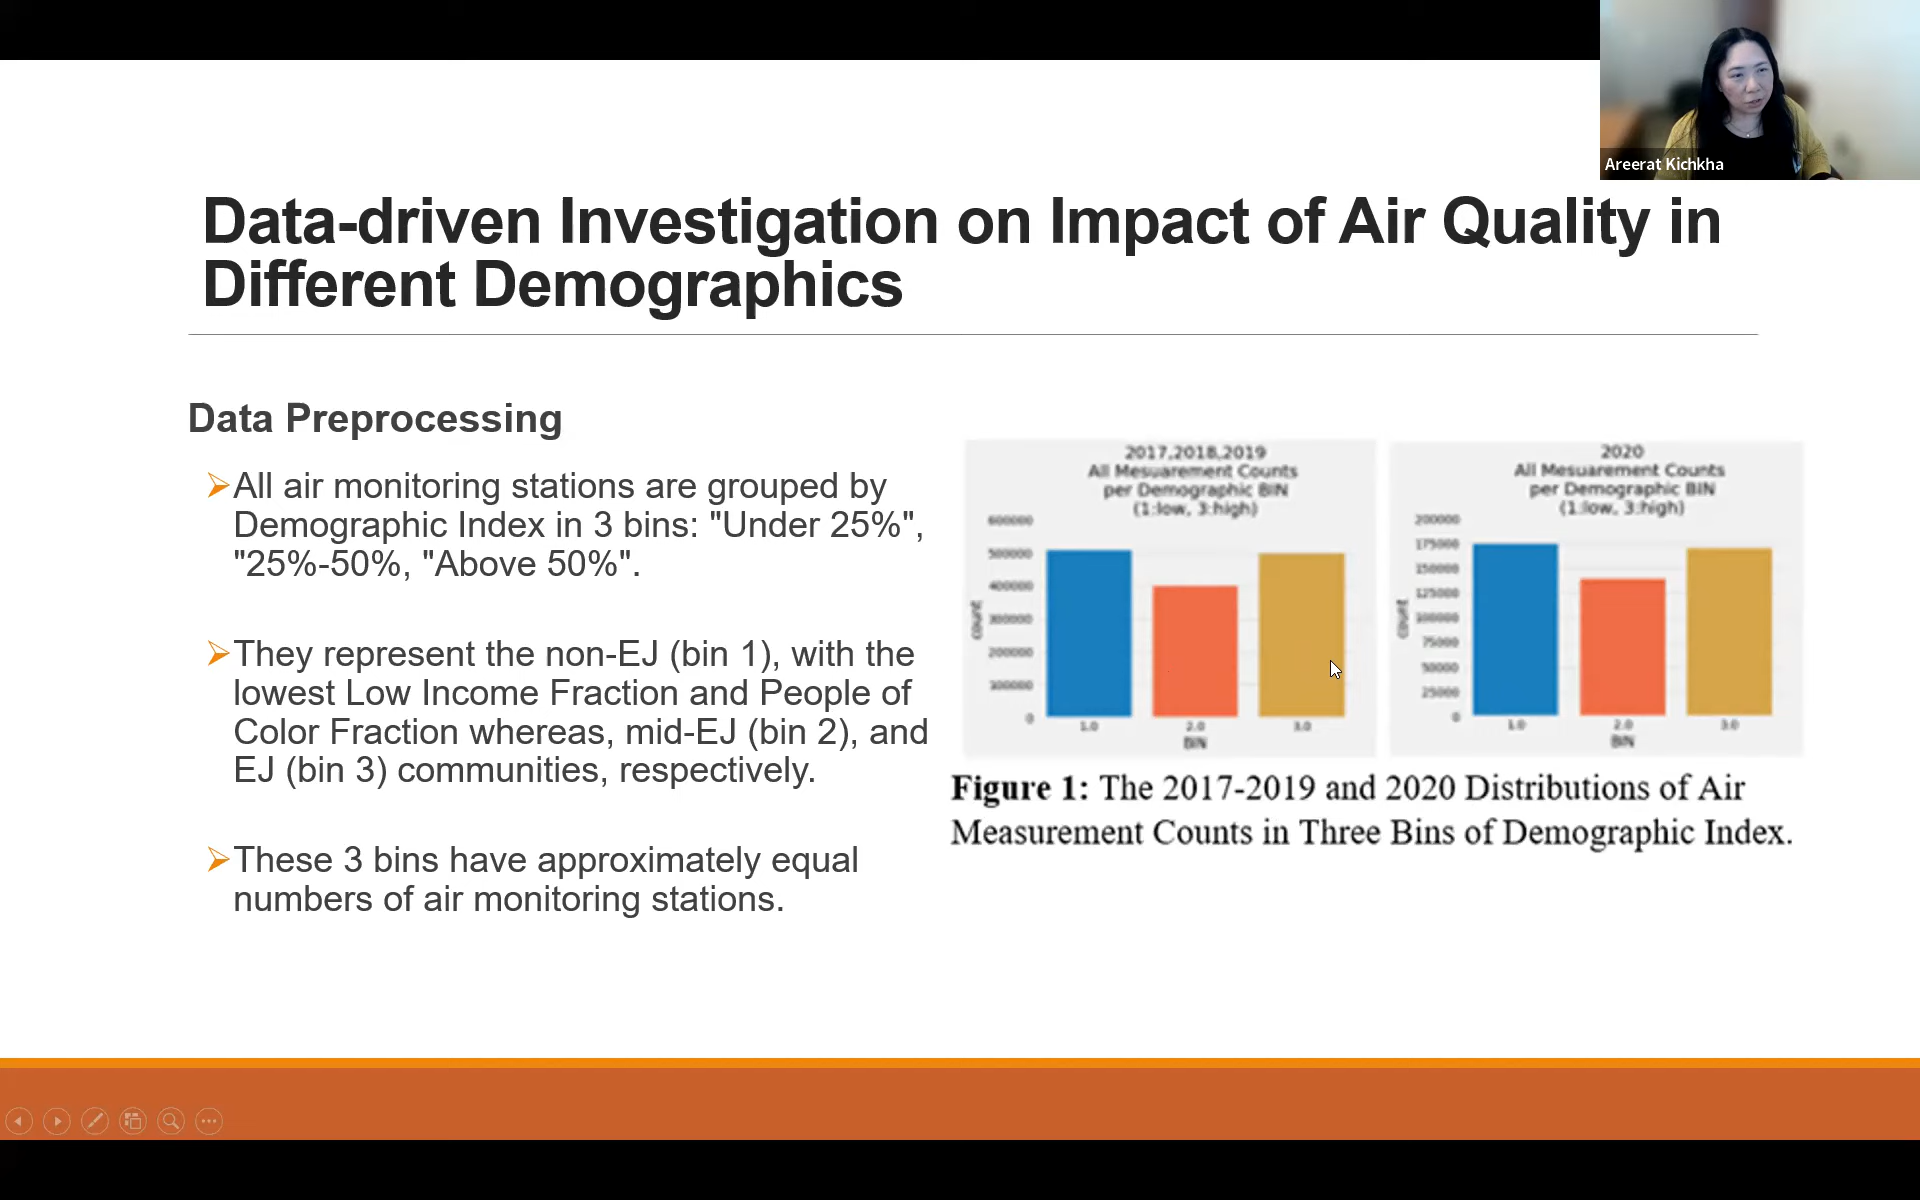 Areerat Kichkha
Data-driven Investigation on Impact of Air Quality in
Different Demographics
Data Preprocessing
All air monitoring stations are grouped by
Demographic Index in 3 bins: "Under 25%",
"25%-50%, "Above 50%".
They represent the non-EJ (bin 1), with the
lowest Low Income Fraction and People of
Color Fraction whereas, mid-EJ (bin 2), and
EJ (bin 3) communities, respectively.
These 3 bins have approximately equal
numbers of air monitoring stations.
2017,2018,2019
All Mesuarement Counts
per Demographic BIN
(1:low, 3:high)
600000
500000
400000
300000
200000
100000
0
count
1.0 2.0 3.0
BIN
2020
All Mesuarement Counts
per Demographic BIN
(1:low, 3:high)
200000
175000
150000
125000
100000
75000
50000
25000
0
count
1.0 2.0 3.0
BIN
Figure 1: The 2017-2019 and 2020 Distributions of Air
Measurement Counts in Three Bins of Demographic Index.